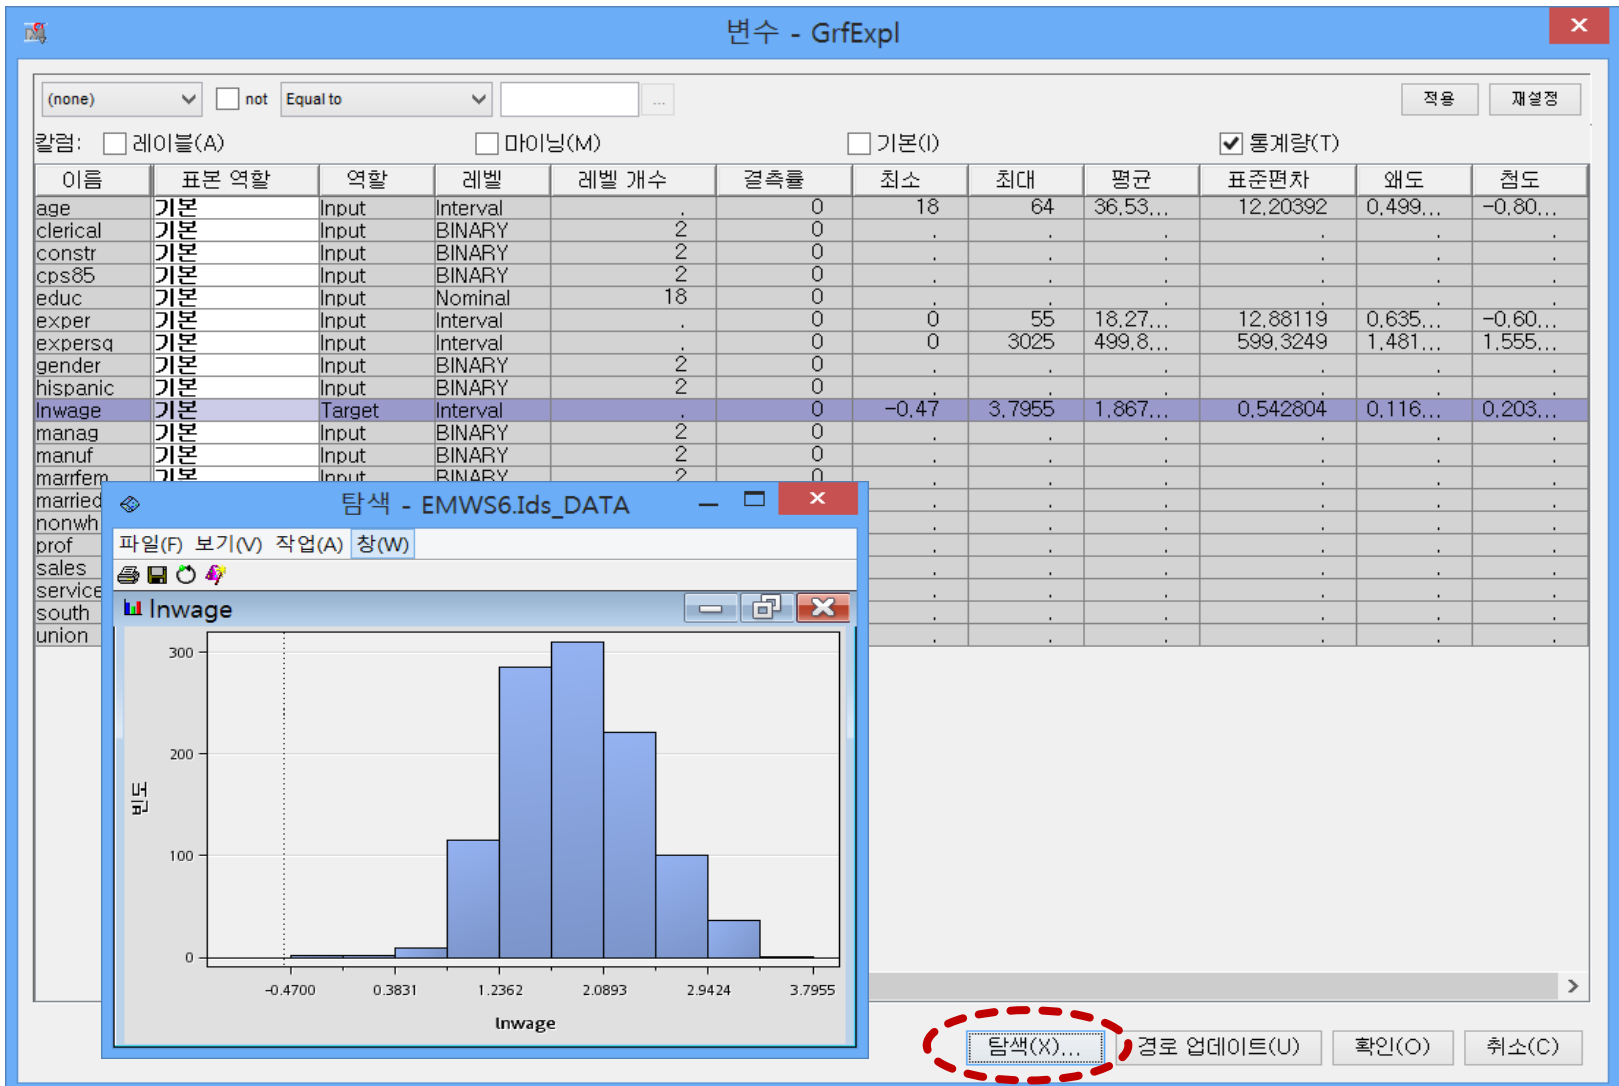 변수 - GrfExpl
(none) not Equal to ... 적용 재설정
칼럼: 레이블(A) 마이닝(M) 기본(I) 통계량(T)
이름 표본 역할 역할 레벨 레벨 개수 결측률 최소 최대 평균 표준편차 왜도 첨도
age 기본 Input Interval . 0 18 64 36,53... 12,20392 0,499... -0,80...
clerical 기본 Input BINARY 2 0 . . . . . .
constr 기본 Input BINARY 2 0 . . . . . .
cps85 기본 Input BINARY 2 0 . . . . . .
educ 기본 Input Nominal 18 0 . . . . . .
exper 기본 Input Interval . 0 0 55 18,27... 12,88119 0,635... -0,60...
expersq 기본 Input Interval . 0 0 3025 499,8... 599,3249 1,481... 1,555...
gender 기본 Input BINARY 2 0 . . . . . .
hispanic 기본 Input BINARY 2 0 . . . . . .
lnwage 기본 Target Interval . 0 -0,47 3,7955 1,867... 0,542804 0,116... 0,203...
manag 기본 Input BINARY 2 0 . . . . . .
manuf 기본 Input BINARY 2 0 . . . . . .
marrfem 기본 Input BINARY 2 0 . . . . . .
married . . . . . .
nonwh . . . . . .
prof . . . . . .
sales . . . . . .
service . . . . . .
south . . . . . .
union . . . . . .
탐색 - EMWS6.Ids_DATA
파일(F) 보기(V) 작업(A) 창(W)
lnwage
300
200
빈도
100
0
-0.4700 0.3831 1.2362 2.0893 2.9424 3.7955
lnwage
탐색(X)... 경로 업데이트(U) 확인(O) 취소(C)